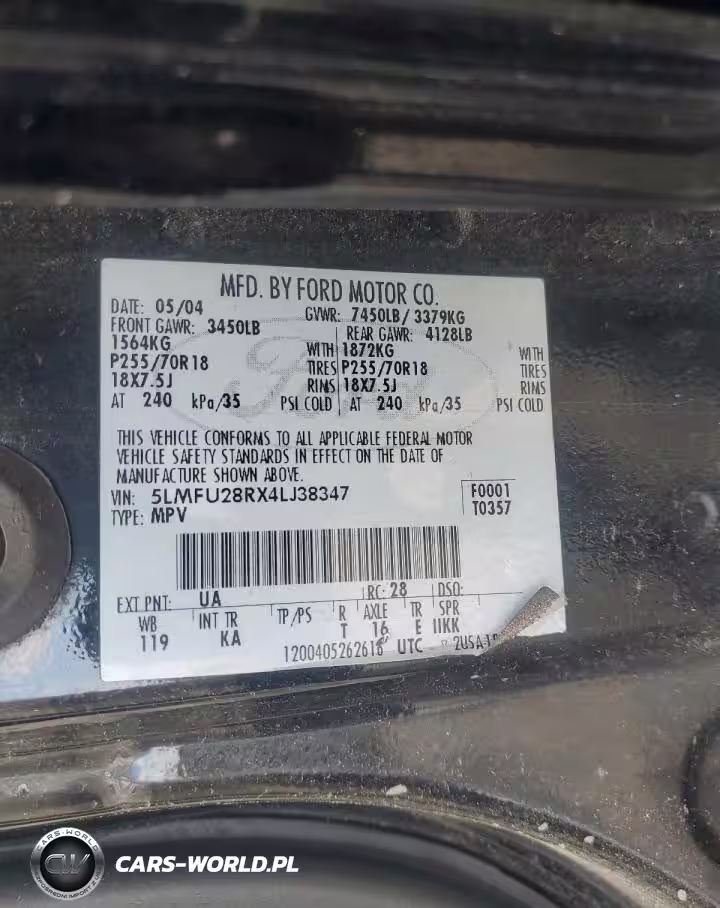 MFD. BY FORD MOTOR CO.
DATE: 05/04 GVWR: 7450LB/ 3379KG
FRONT GAWR: 3450LB REAR GAWR: 4128LB
1564KG WITH 1872KG WITH
P255/70R18 TIRES P255/70R18 TIRES
18X7.5J RIMS 18X7.5J RIMS
AT 240 kPa/35 PSI COLD AT 240 kPa/35 PSI COLD
THIS VEHICLE CONFORMS TO ALL APPLICABLE FEDERAL MOTOR
VEHICLE SAFETY STANDARDS IN EFFECT ON THE DATE OF
MANUFACTURE SHOWN ABOVE.
VIN: 5LMFU28RX4LJ38347 F0001
TYPE: MPV T0357
EXT PNT: UA RC: 28 DSO:
WB INT TR TP/PS R AXLE TR SPR
119 KA T 16 E IIKK
UTC
Ford
CARS-WORLD
CW
CARS-WORLD.PL